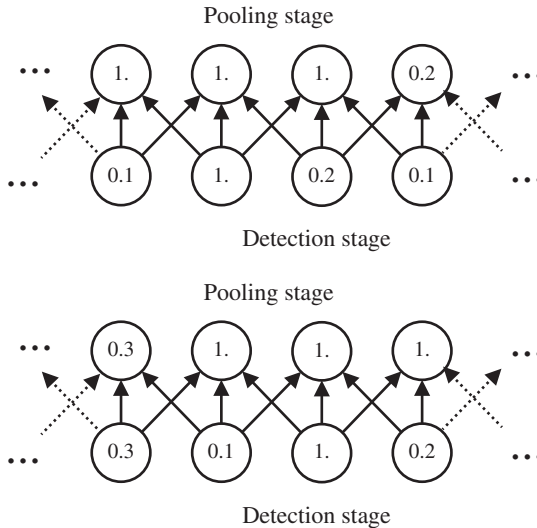 Pooling stage
... 1. 1. 1. 0.2 ...
... 0.1 1. 0.2 0.1 ...
Detection stage
Pooling stage
... 0.3 1. 1. 1. ...
... 0.3 0.1 1. 0.2 ...
Detection stage